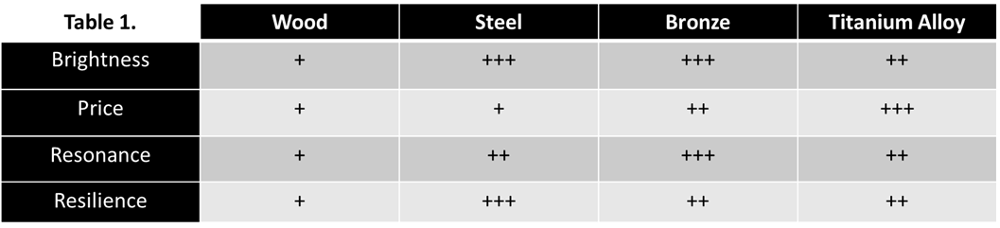 Table 1. Wood Steel Bronze Titanium Alloy
Brightness + +++ +++ ++
Price + + ++ +++
Resonance + ++ +++ ++
Resilience + +++ ++ ++